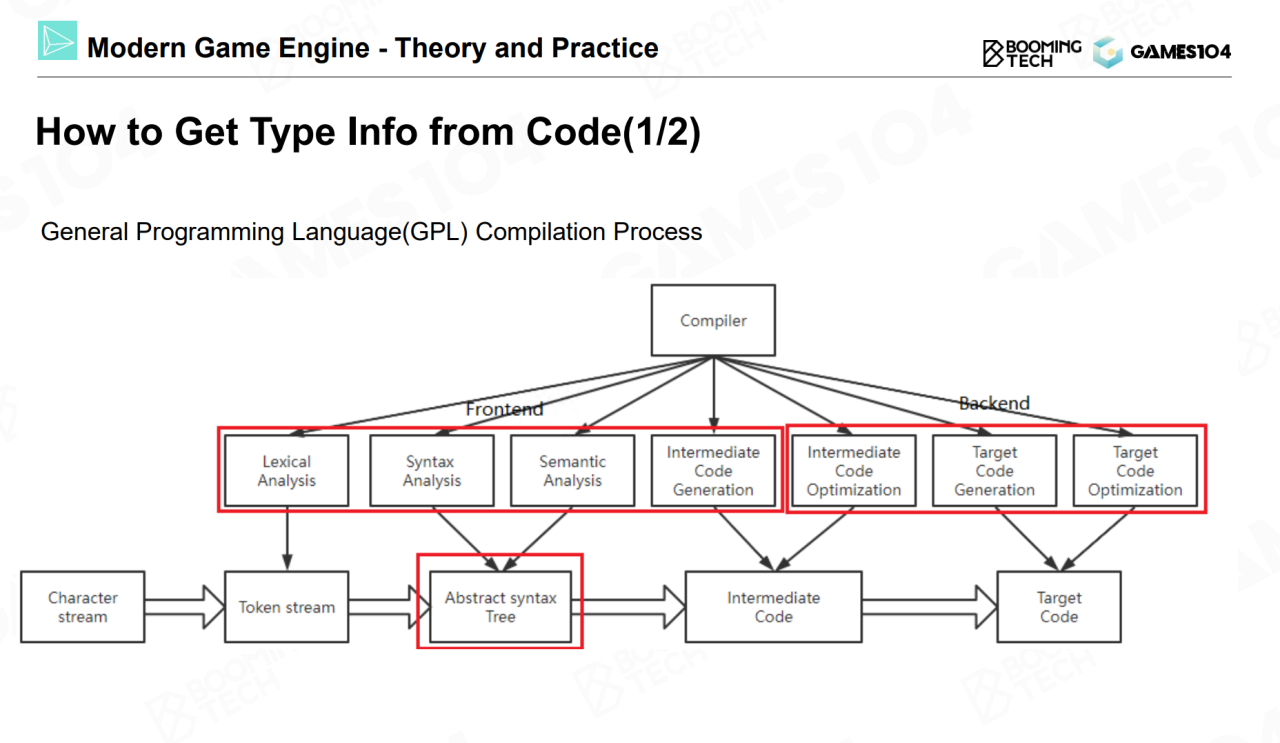 Modern Game Engine - Theory and Practice
BOOMING
TECH
GAMES104
How to Get Type Info from Code(1/2)
General Programming Language(GPL) Compilation Process
Compiler
Frontend
Backend
Lexical
Analysis
Syntax
Analysis
Semantic
Analysis
Intermediate
Code
Generation
Intermediate
Code
Optimization
Target
Code
Generation
Target
Code
Optimization
Character
stream
Token stream
Abstract syntax
Tree
Intermediate
Code
Target
Code